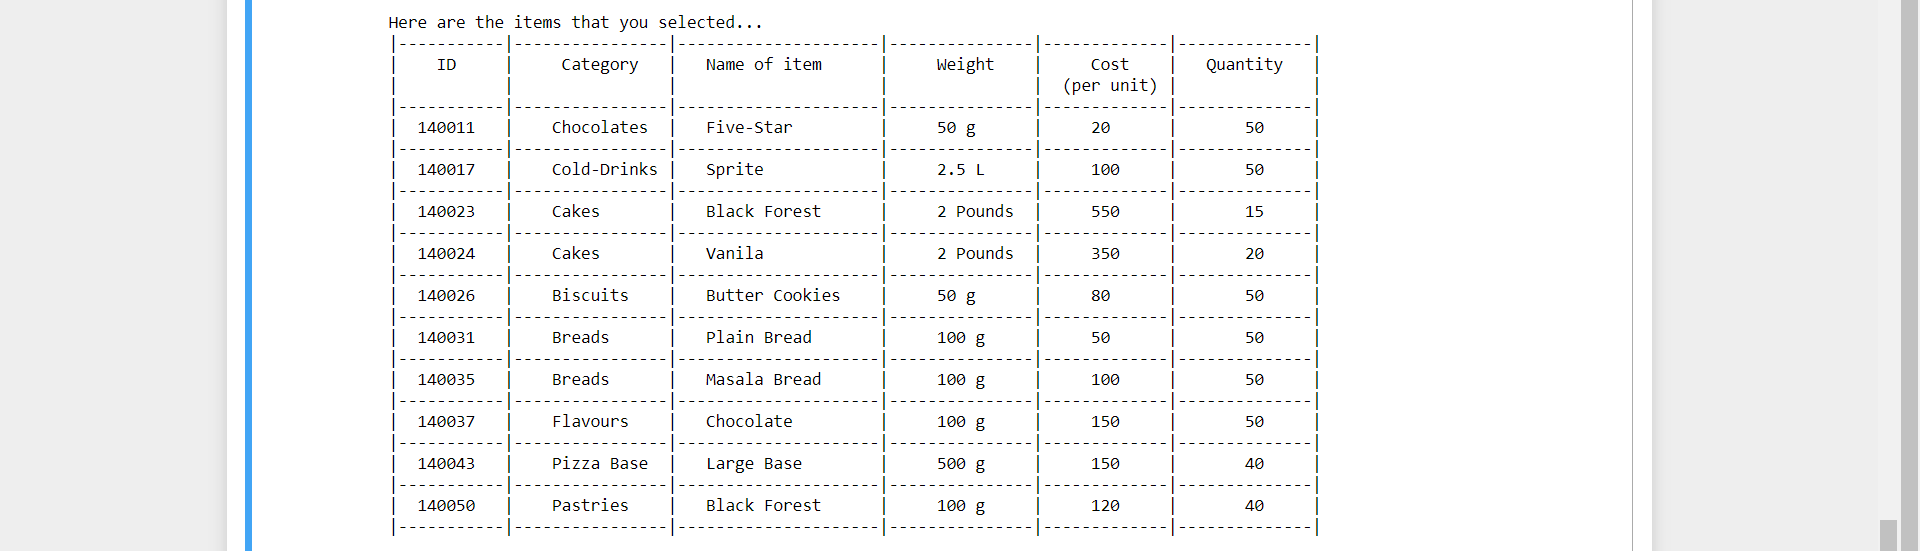 Here are the items that you selected...
ID Category Name of item Weight Cost Quantity
(per unit)
140011 Chocolates Five-Star 50 g 20 50
140017 Cold-Drinks Sprite 2.5 L 100 50
140023 Cakes Black Forest 2 Pounds 550 15
140024 Cakes Vanila 2 Pounds 350 20
140026 Biscuits Butter Cookies 50 g 80 50
140031 Breads Plain Bread 100 g 50 50
140035 Breads Masala Bread 100 g 100 50
140037 Flavours Chocolate 100 g 150 50
140043 Pizza Base Large Base 500 g 150 40
140050 Pastries Black Forest 100 g 120 40